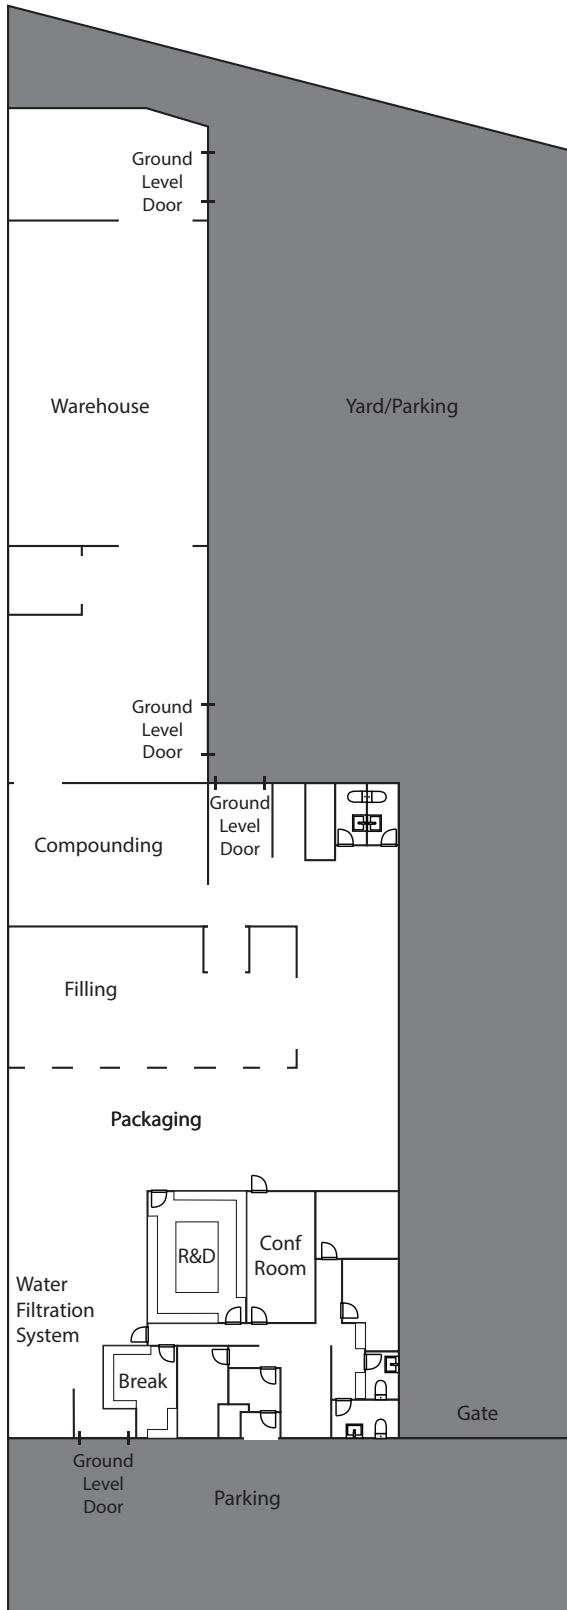 Ground
Level
Door
Warehouse
Yard/Parking
Ground
Level
Door
Ground
Level
Door
Compounding
Filling
Packaging
R&D
Conf
Room
Water
Filtration
System
Break
Gate
Ground
Level
Door
Parking